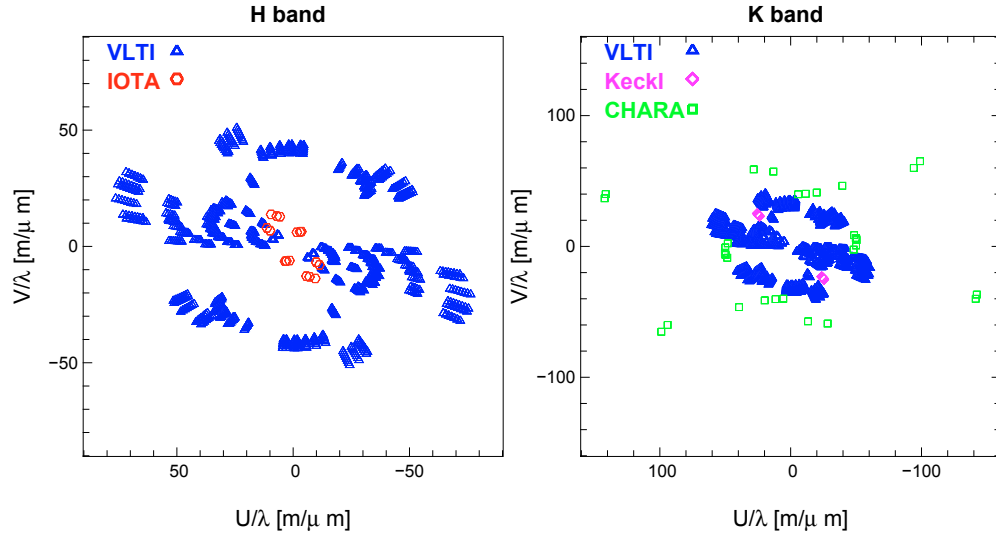 H band
VLTI
IOTA
50
0
−50
50
0
−50
V/λ [m/μ m]
U/λ [m/μ m]
K band
VLTI
KeckI
CHARA
100
0
−100
100
0
−100
V/λ [m/μ m]
U/λ [m/μ m]